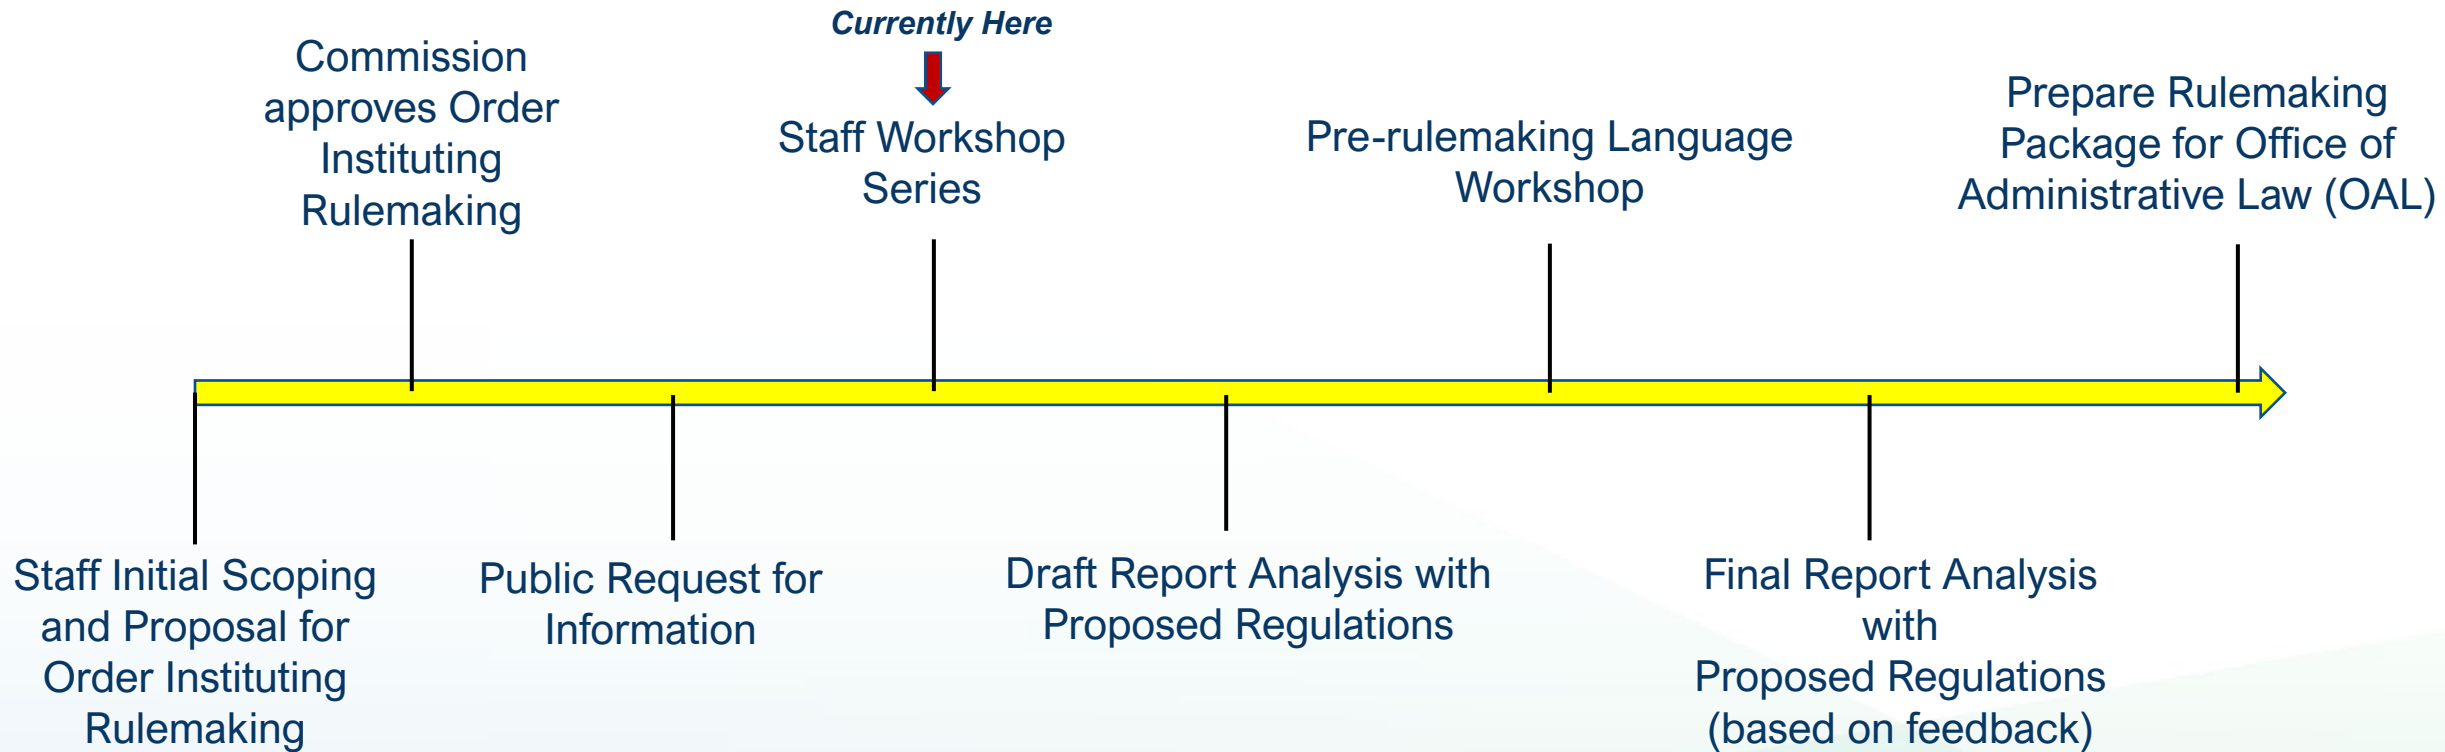 Currently Here
Commission
approves Order
Instituting
Rulemaking
Staff Workshop
Series
Pre-rulemaking Language
Workshop
Prepare Rulemaking
Package for Office of
Administrative Law (OAL)
Staff Initial Scoping
and Proposal for
Order Instituting
Rulemaking
Public Request for
Information
Draft Report Analysis with
Proposed Regulations
Final Report Analysis
with
Proposed Regulations
(based on feedback)